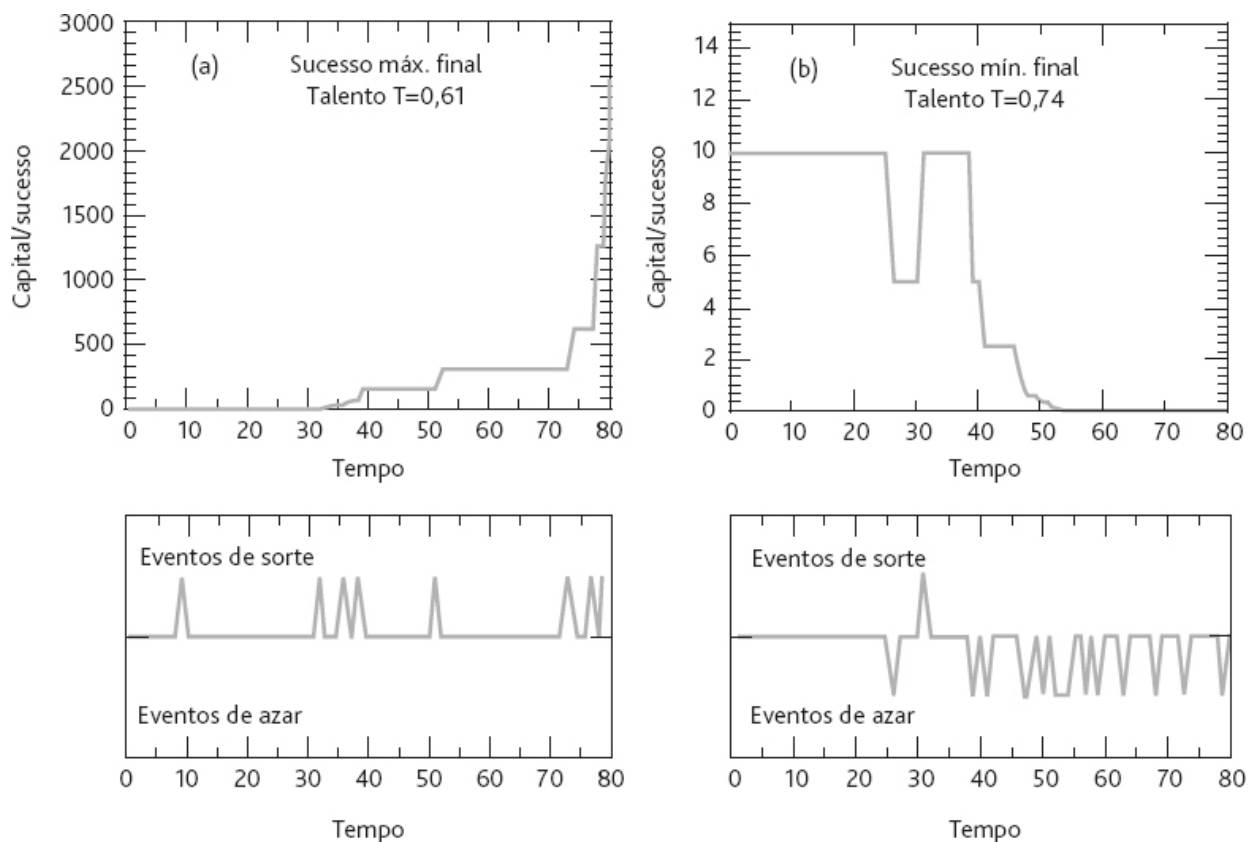 3000
2500
2000
1500
1000
500
0
Capital/sucesso
(a)
Sucesso máx. final
Talento T=0,61
0 10 20 30 40 50 60 70 80
Tempo
14
12
10
8
6
4
2
0
Capital/sucesso
(b)
Sucesso mín. final
Talento T=0,74
0 10 20 30 40 50 60 70 80
Tempo
Eventos de sorte
Eventos de azar
0 10 20 30 40 50 60 70 80
Tempo
Eventos de sorte
Eventos de azar
0 10 20 30 40 50 60 70 80
Tempo